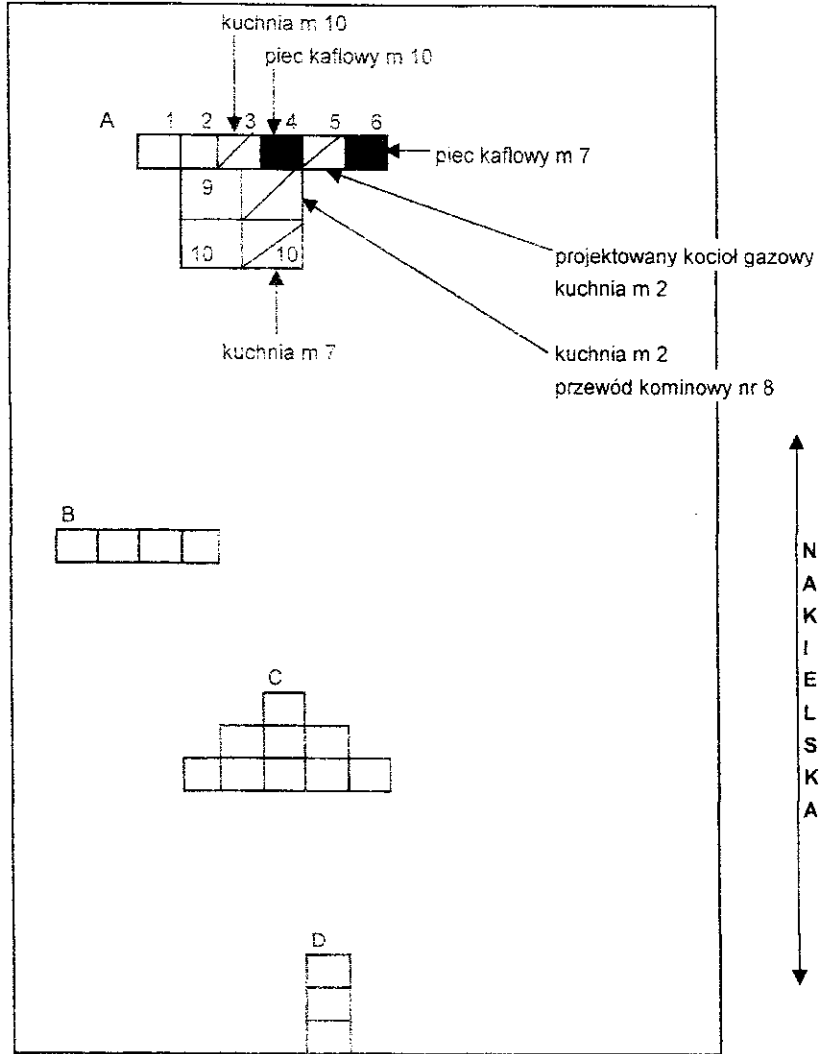 kuchnia m 10
piec kaflowy m 10
A 1 2 3 4 5 6
piec kaflowy m 7
9
10 10
projektowany kocioł gazowy
kuchnia m 2
kuchnia m 7
kuchnia m 2
przewód kominowy nr 8
B
C
D
NAKIELSKA